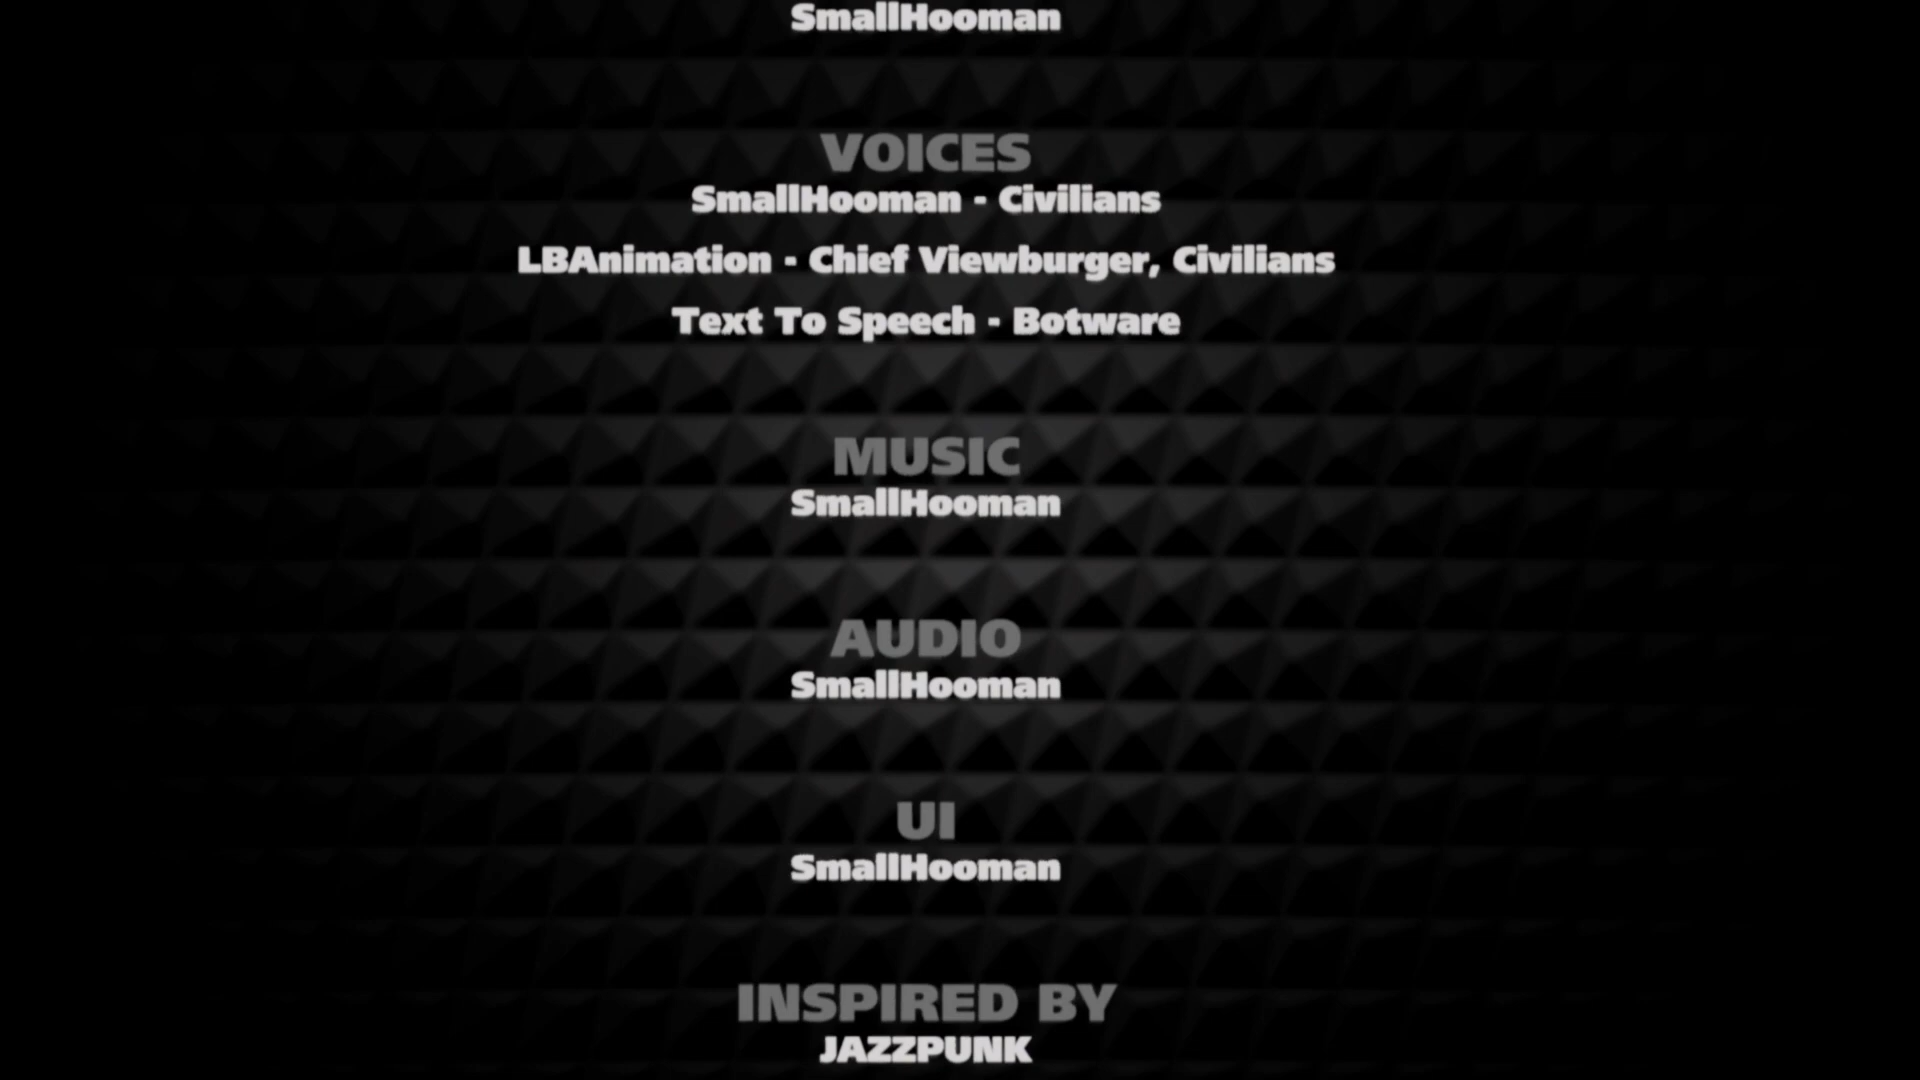 SmallHooman
VOICES
SmallHooman - Civilians
LBAnimation - Chief Viewburger, Civilians
Text To Speech - Botware
MUSIC
SmallHooman
AUDIO
SmallHooman
UI
SmallHooman
INSPIRED BY
JAZZPUNK